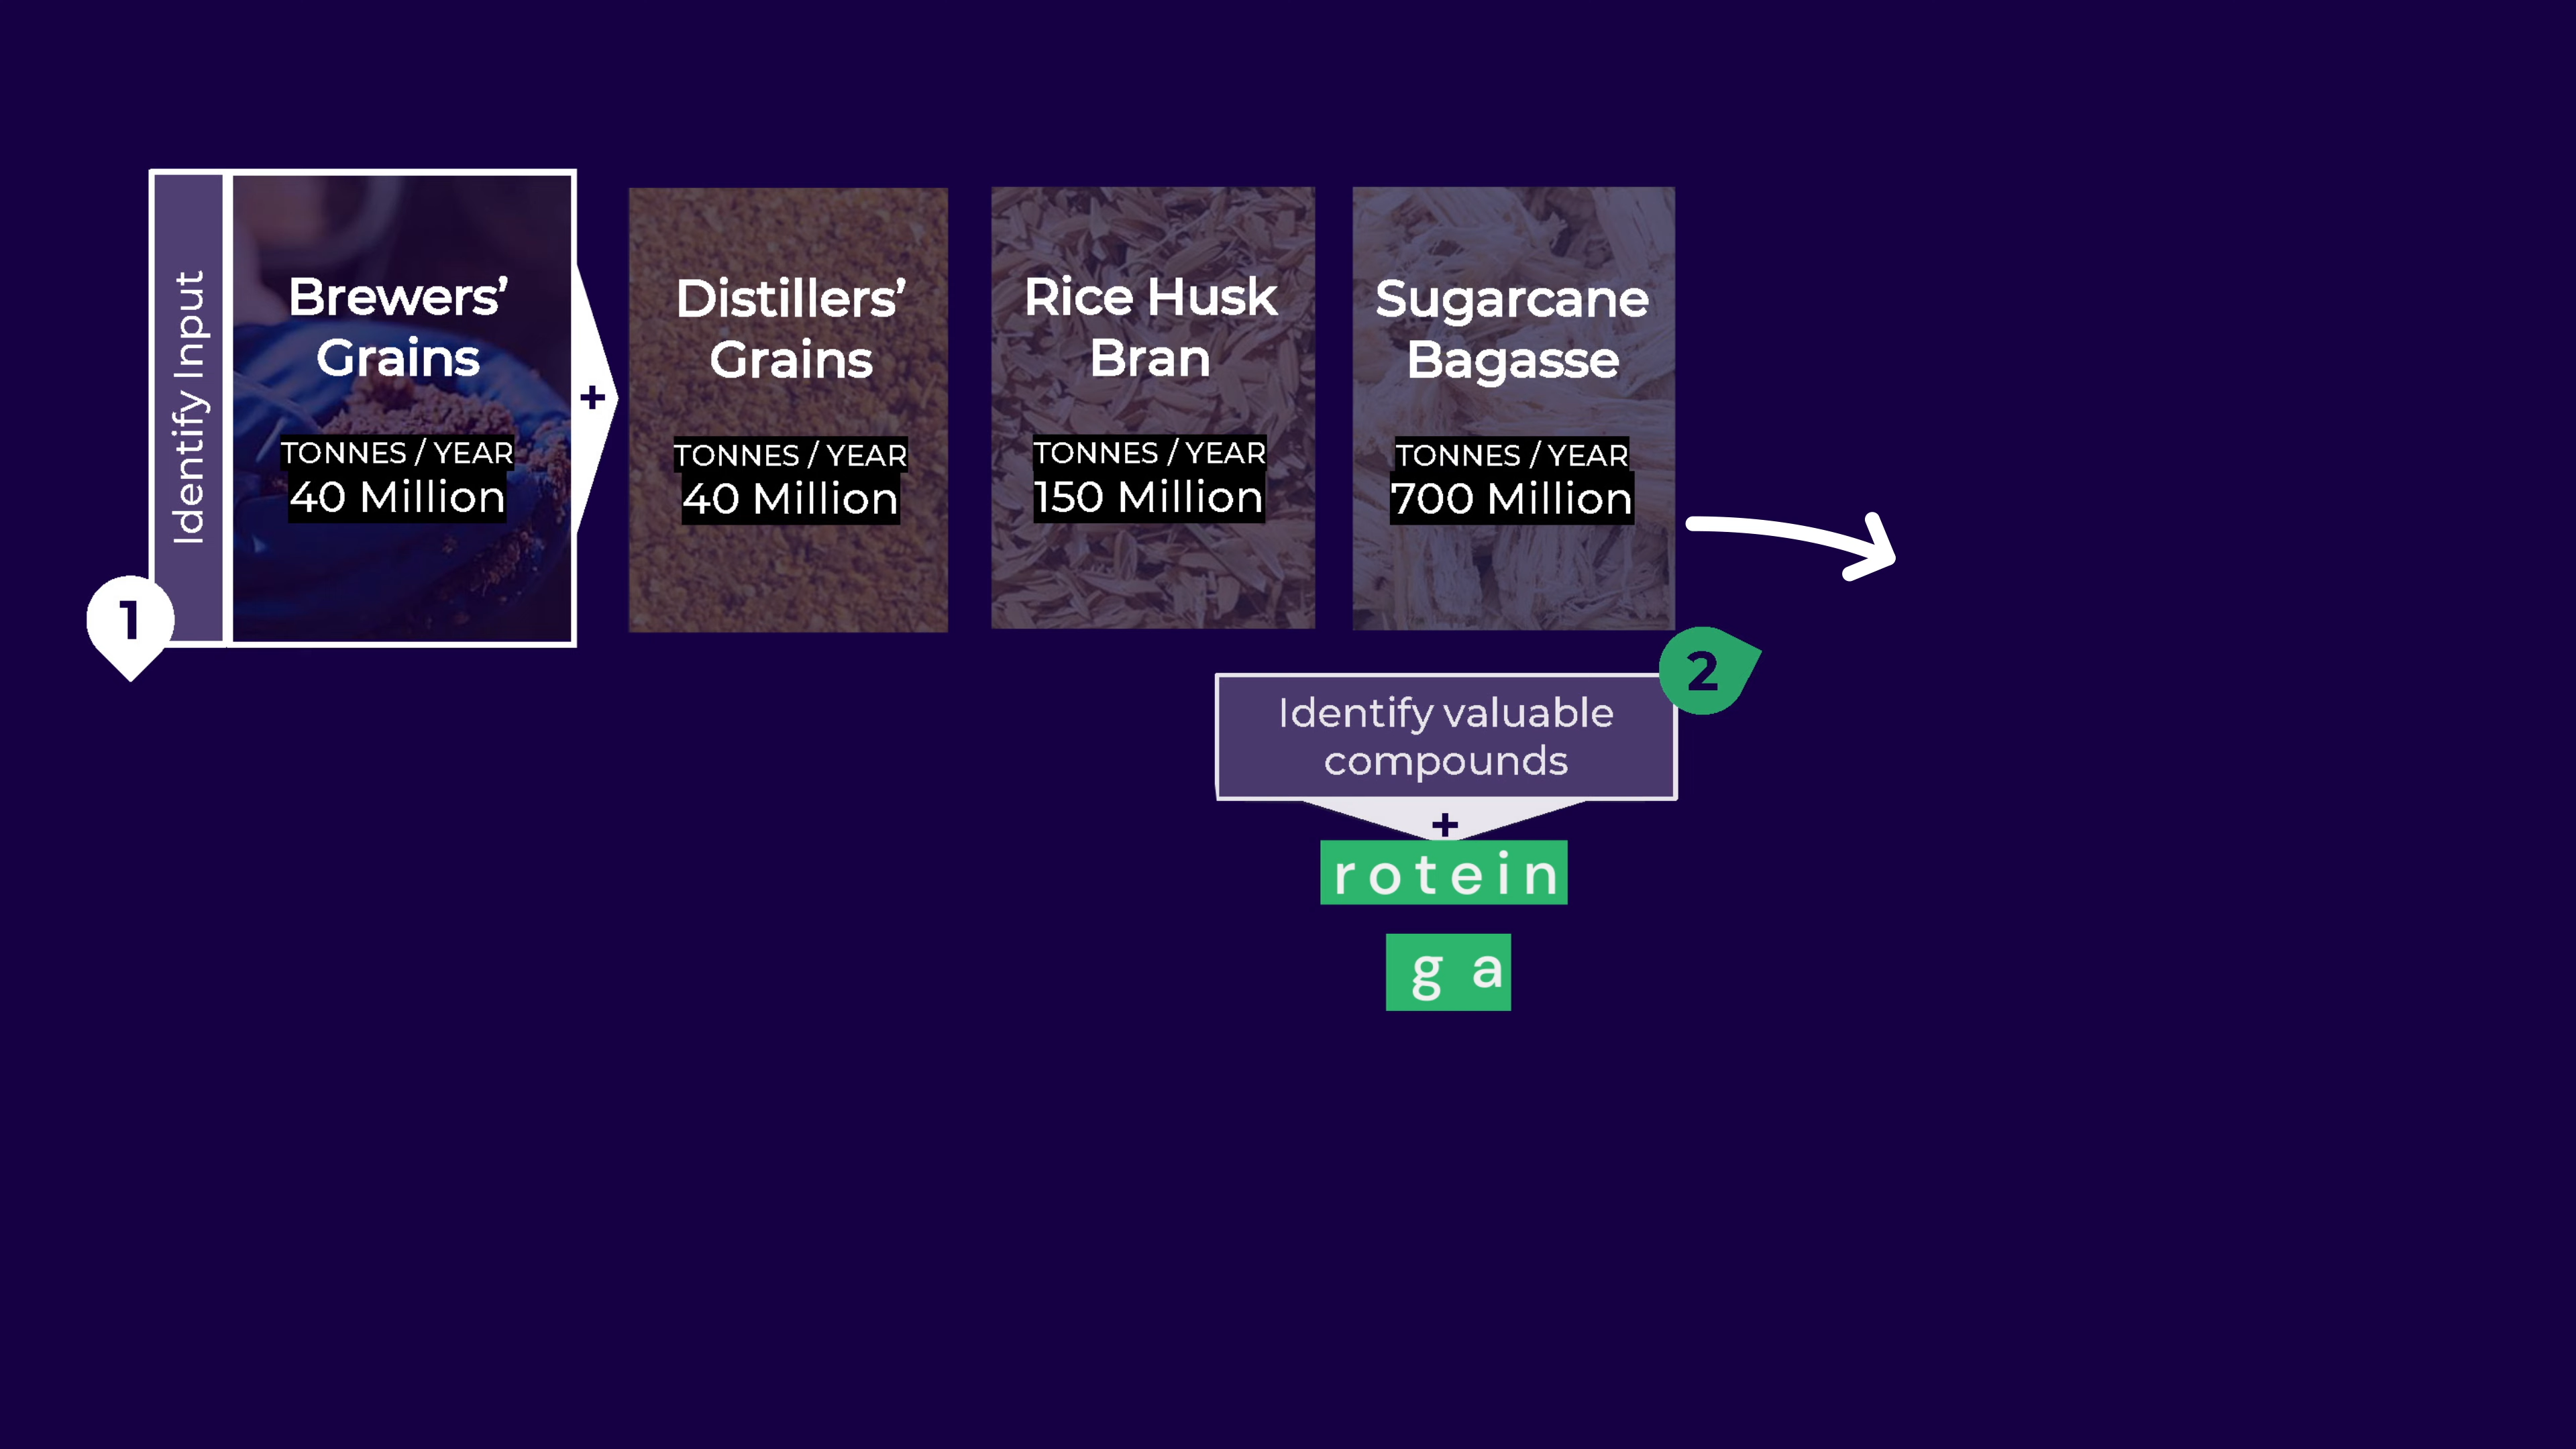 Identify Input
Brewers’
Grains
TONNES / YEAR
40 Million
+
Distillers’
Grains
TONNES / YEAR
40 Million
Rice Husk
Bran
TONNES / YEAR
150 Million
Sugarcane
Bagasse
TONNES / YEAR
700 Million
1
2
Identify valuable
compounds
+
rotein
g a